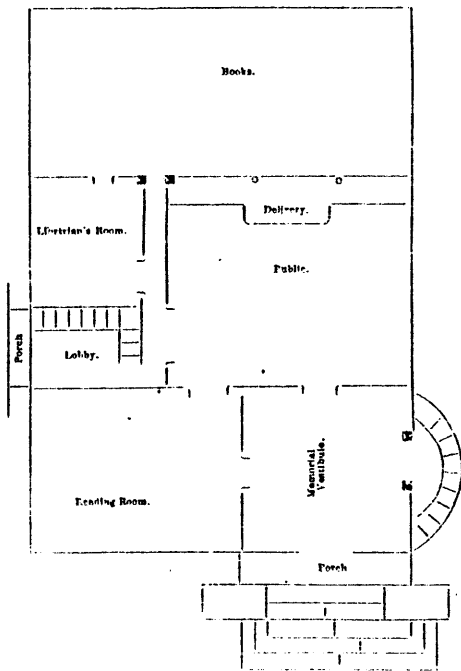 Books.
Delivery.
Librarian's Room.
Public.
Porch
Lobby.
Memorial
Vestibule.
Reading Room.
Porch